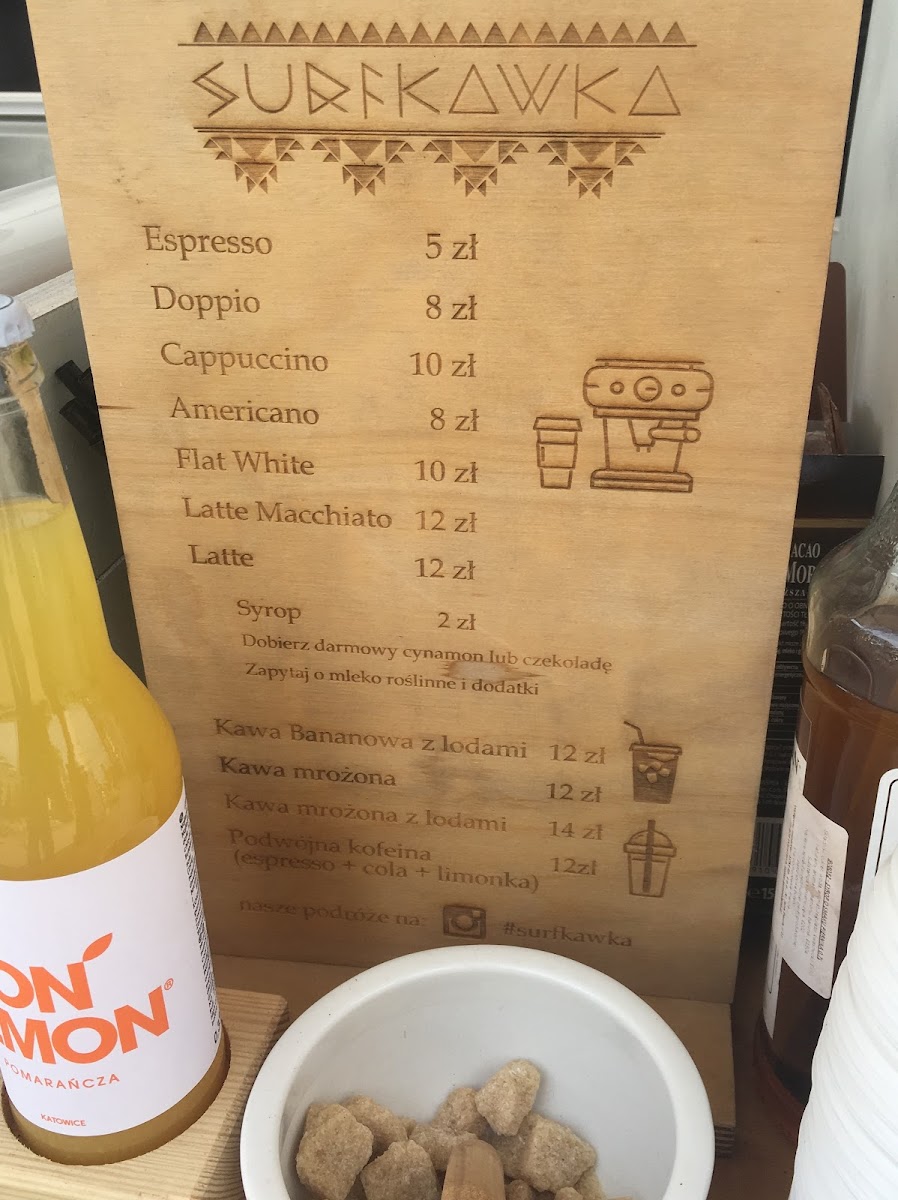 SURFKAWKA
Espresso 5 zł
Doppio 8 zł
Cappuccino 10 zł
Americano 8 zł
Flat White 10 zł
Latte Macchiato 12 zł
Latte 12 zł
Syrop 2 zł
Dobierz darmowy cynamon lub czekoladę
Zapytaj o mleko roślinne i dodatki
Kawa Bananowa z lodami 12 zł
Kawa mrożona 12 zł
Kawa mrożona z lodami 14 zł
Podwójna kofeina
(espresso + cola + limonka) 12zł
nasze podróże na: #surfkawka
ON
EMON®
POMARAŃCZA
KATOWICE
ACAO